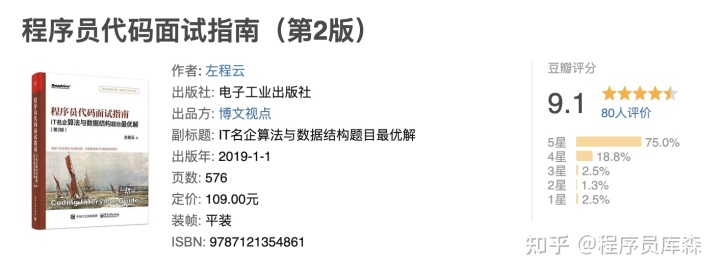 程序员代码面试指南（第2版）
作者: 左程云
出版社: 电子工业出版社
出品方: 博文视点
副标题: IT名企算法与数据结构题目最优解
出版年: 2019-1-1
页数: 576
定价: 109.00元
装帧: 平装
ISBN: 9787121354861
程序员代码面试指南
IT名企算法与数据结构题目最优解
（第2版）
左程云 著
Coding Interview Guide
豆瓣评分
9.1
80人评价
5星 75.0%
4星 18.8%
3星 2.5%
2星 1.3%
1星 2.5%
知乎 @程序员库森